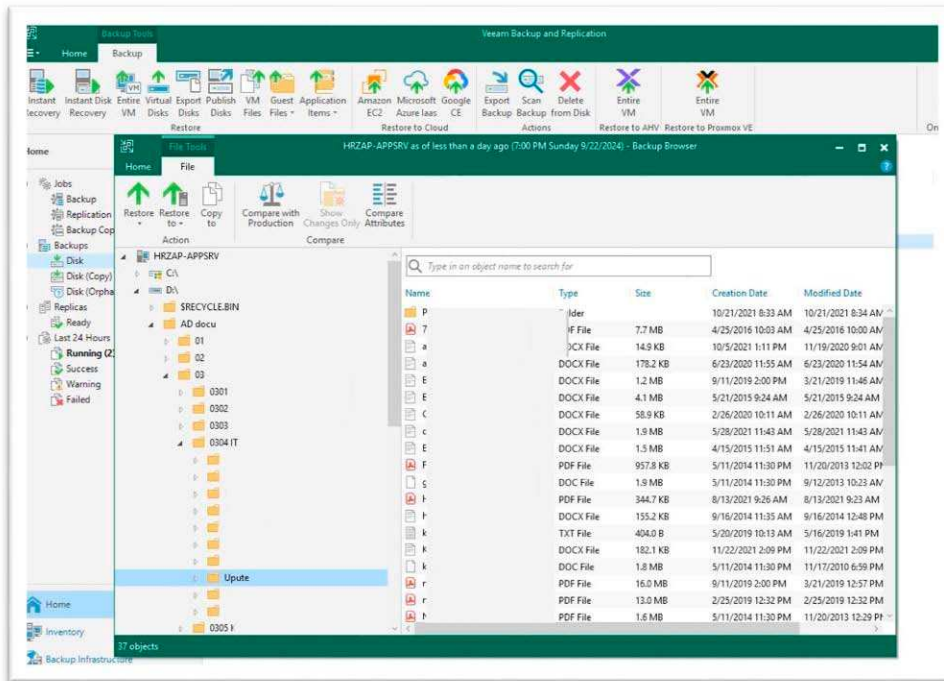 Backup Tools
Veeam Backup and Replication
Home Backup
Instant Recovery
Instant Disk Recovery
Entire VM
Virtual Disks
Export Disks
Publish Disks
VM Files
Guest Files
Application Items
Amazon EC2
Microsoft Azure Iaas
Google CE
Export Backup
Scan Backup
Delete from Disk
Entire VM
Entire VM
Restore
Restore to Cloud
Actions
Restore to AHV
Restore to Proxmox VE
On
Home
Jobs
Backup
Replication
Backup Cop
Backups
Disk
Disk (Copy)
Disk (Orpha
Replicas
Ready
Last 24 Hours
Running (2)
Success
Warning
Failed
Home
Inventory
Backup Infrastructure
File Tools
HRZAP-APPSRV as of less than a day ago (7:00 PM Sunday 9/22/2024) - Backup Browser
Home File
Restore
Restore to
Copy to
Compare with Production
Show Changes Only
Compare Attributes
Action
Compare
HRZAP-APPSRV
C:\
D:\
$RECYCLE.BIN
AD docu
01
02
03
0301
0302
0303
0304 IT
Upute
0305
Type in an object name to search for
Name Type Size Creation Date Modified Date
P lder 10/21/2021 8:33 AM 10/21/2021 8:34 AM
7 DF File 7.7 MB 4/25/2016 10:03 AM 4/25/2016 10:00 AM
a DOCX File 14.9 KB 10/5/2021 1:11 PM 11/19/2020 9:01 AM
a DOCX File 178.2 KB 6/23/2020 11:55 AM 6/23/2020 11:54 AM
E DOCX File 1.2 MB 9/11/2019 2:00 PM 3/21/2019 11:46 AM
E DOCX File 4.1 MB 5/21/2015 9:24 AM 5/21/2015 9:24 AM
C DOCX File 58.9 KB 2/26/2020 10:11 AM 2/26/2020 10:11 AM
c DOCX File 1.9 MB 5/28/2021 11:43 AM 5/28/2021 11:43 AM
E DOCX File 1.5 MB 4/15/2015 11:51 AM 4/15/2015 11:41 AM
F PDF File 957.8 KB 5/11/2014 11:30 PM 11/20/2013 12:02 PM
g DOC File 1.9 MB 5/11/2014 11:30 PM 9/12/2013 10:23 AM
H PDF File 344.7 KB 8/13/2021 9:26 AM 8/13/2021 9:23 AM
H DOCX File 155.2 KB 9/16/2014 11:35 AM 9/16/2014 12:48 PM
k TXT File 404.0 B 5/20/2019 10:13 AM 5/16/2019 1:41 PM
K DOCX File 182.1 KB 11/22/2021 2:09 PM 11/22/2021 2:09 PM
k DOC File 1.8 MB 5/11/2014 11:30 PM 11/17/2010 6:59 PM
r PDF File 16.0 MB 9/11/2019 2:00 PM 3/21/2019 12:57 PM
r PDF File 13.0 MB 2/25/2019 12:32 PM 2/25/2019 12:32 PM
N PDF File 1.6 MB 5/11/2014 11:30 PM 11/20/2013 12:29 PM
37 objects